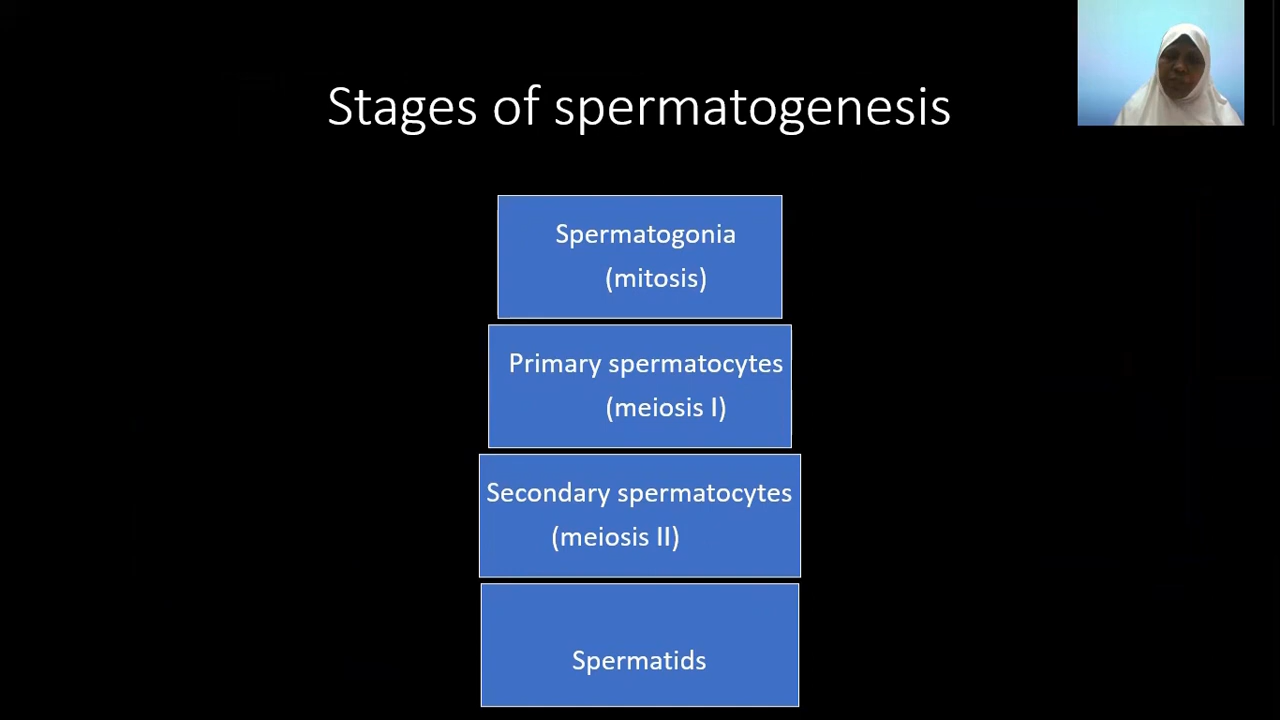 Stages of spermatogenesis
Spermatogonia
(mitosis)
Primary spermatocytes
(meiosis I)
Secondary spermatocytes
(meiosis II)
Spermatids